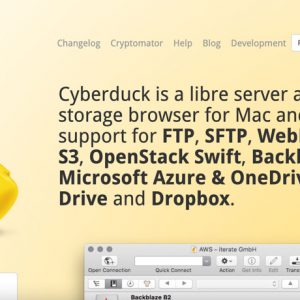 Changelog Cryptomator Help Blog Development
Cyberduck is a libre server a
storage browser for Mac and
support for FTP, SFTP, Web
S3, OpenStack Swift, Backb
Microsoft Azure & OneDriv
Drive and Dropbox.
AWS – iterate GmbH
Open Connection Quick Connect Action Get Info Edit
Backblaze B2